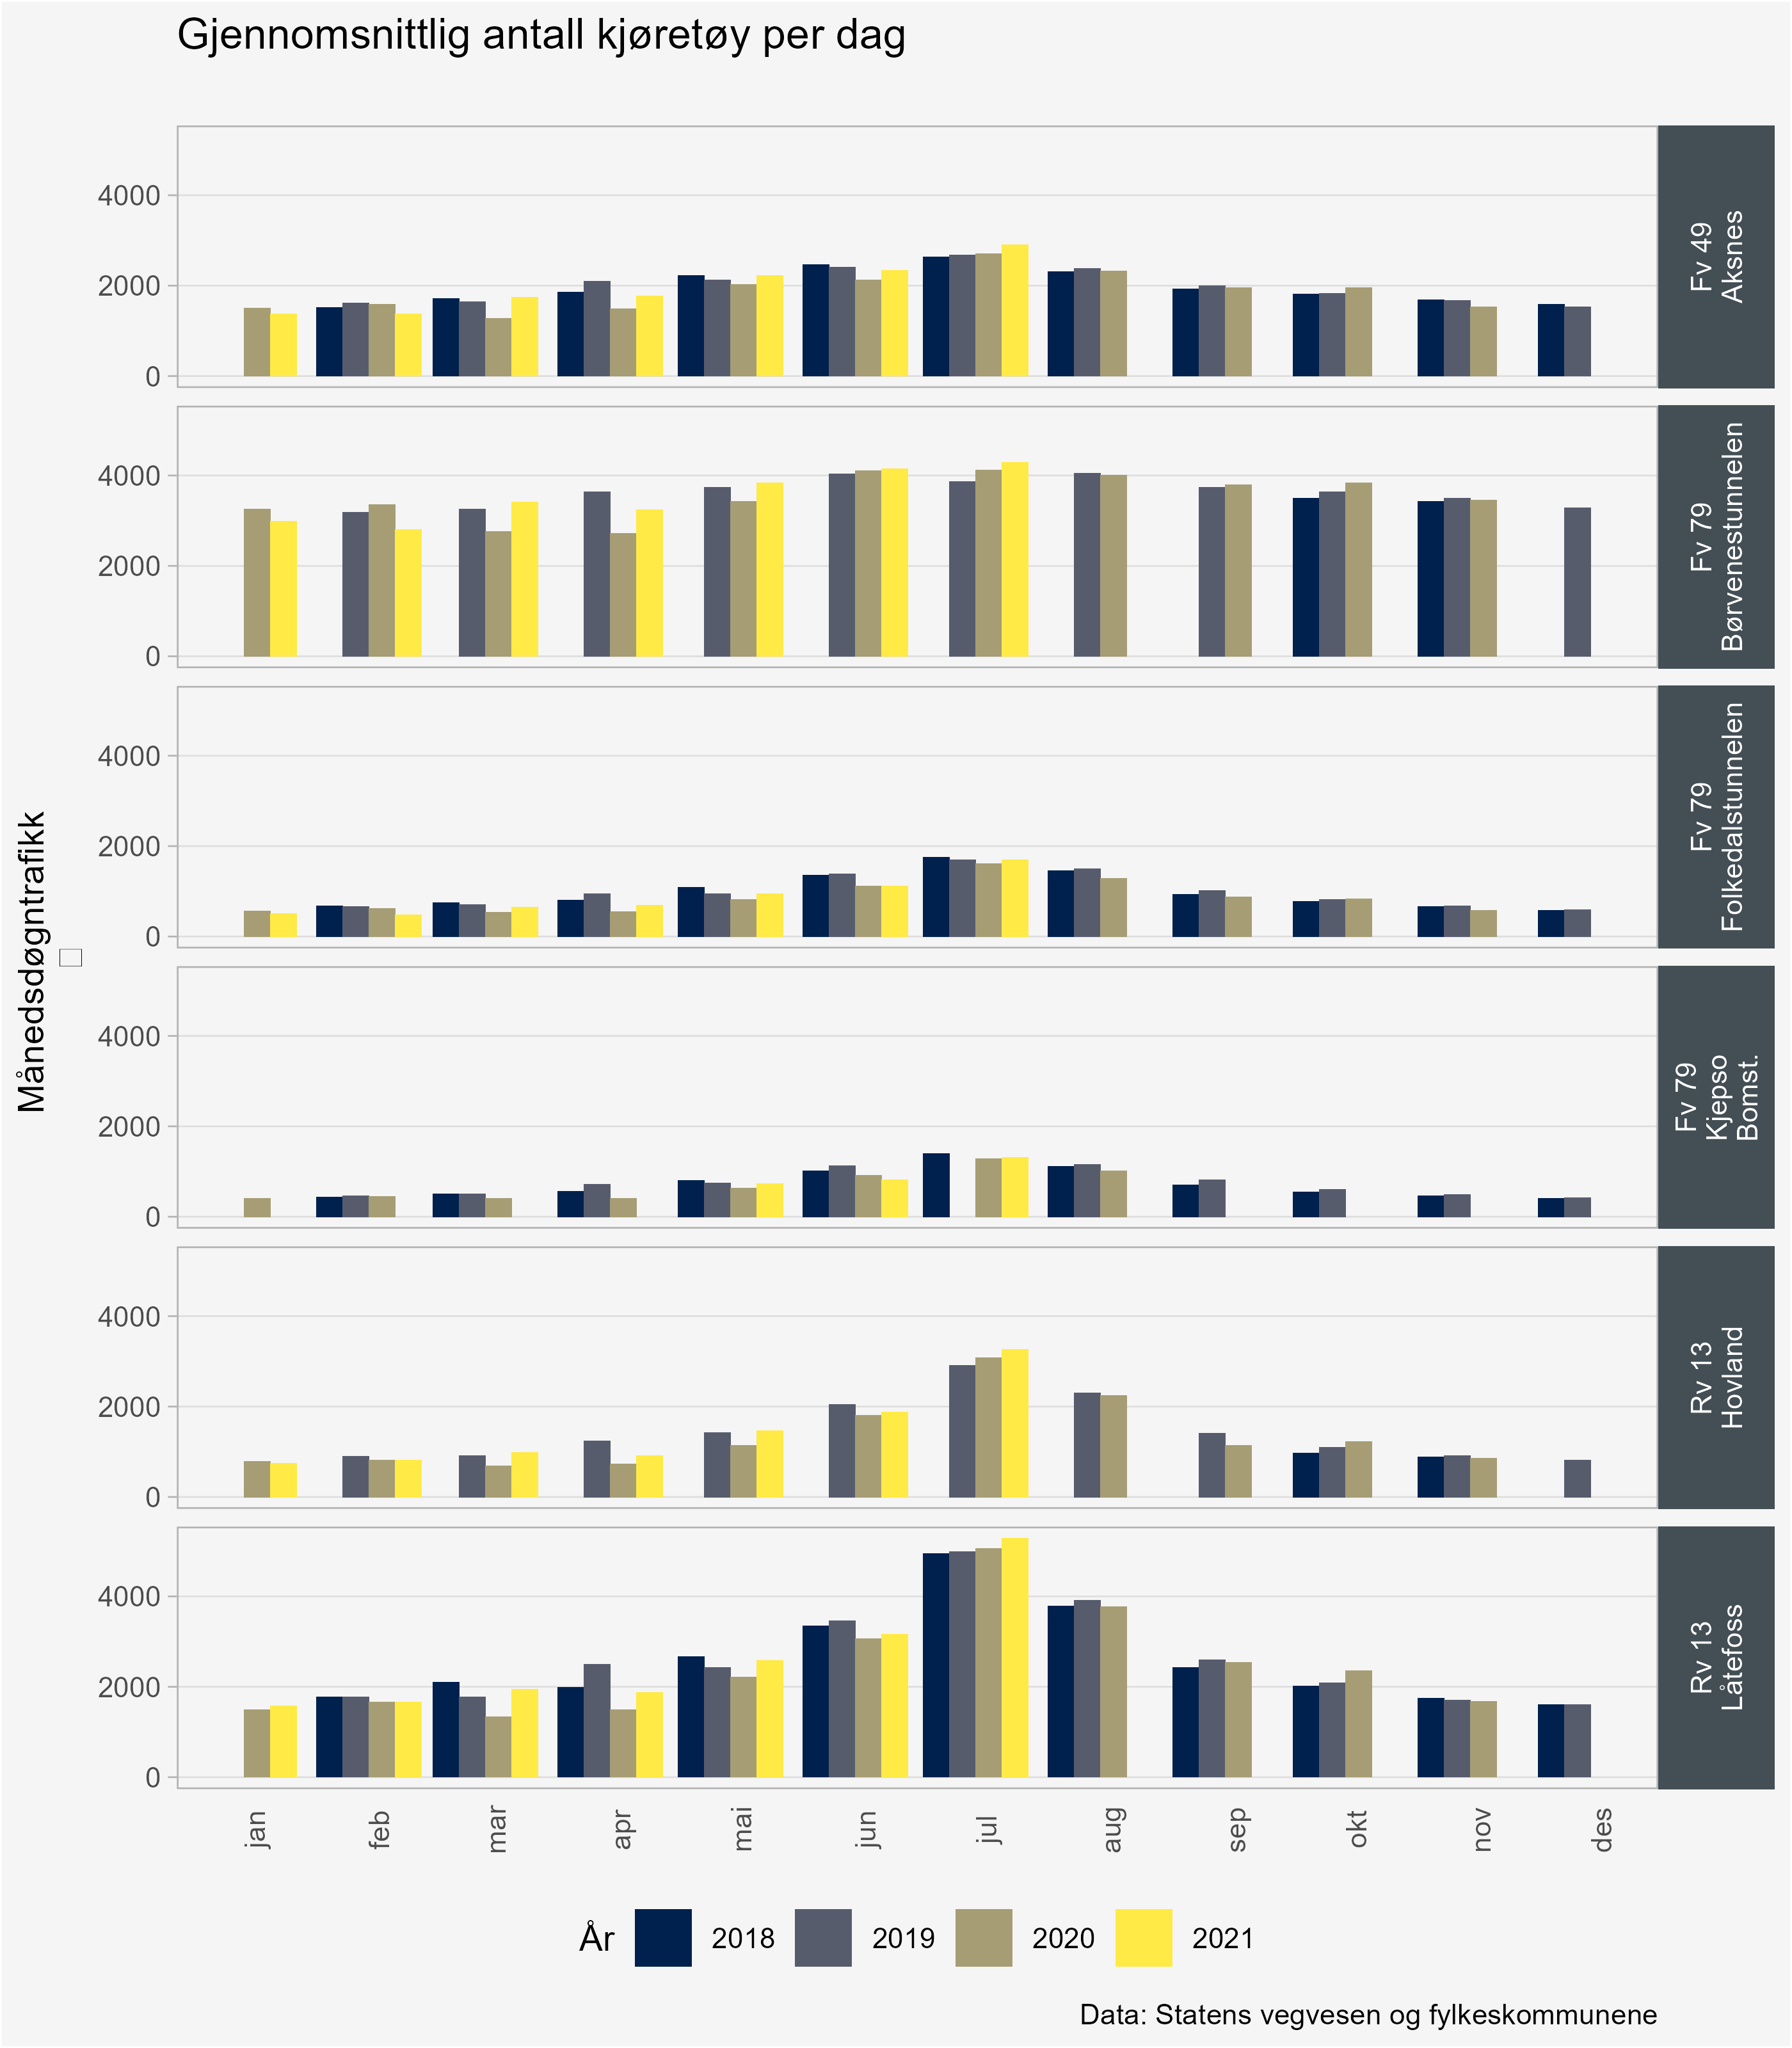 Gjennomsnittlig antall kjøretøy per dag
Månedsdøgntrafikk
4000
2000
0
Fv 49
Aksnes
4000
2000
0
Fv 79
Børvenestunnelen
4000
2000
0
Fv 79
Folkedalstunnelen
4000
2000
0
Fv 79
Kjepso
Bomst.
4000
2000
0
Rv 13
Hovland
4000
2000
0
Rv 13
Låtefoss
jan feb mar apr mai jun jul aug sep okt nov des
År 2018 2019 2020 2021
Data: Statens vegvesen og fylkeskommunene